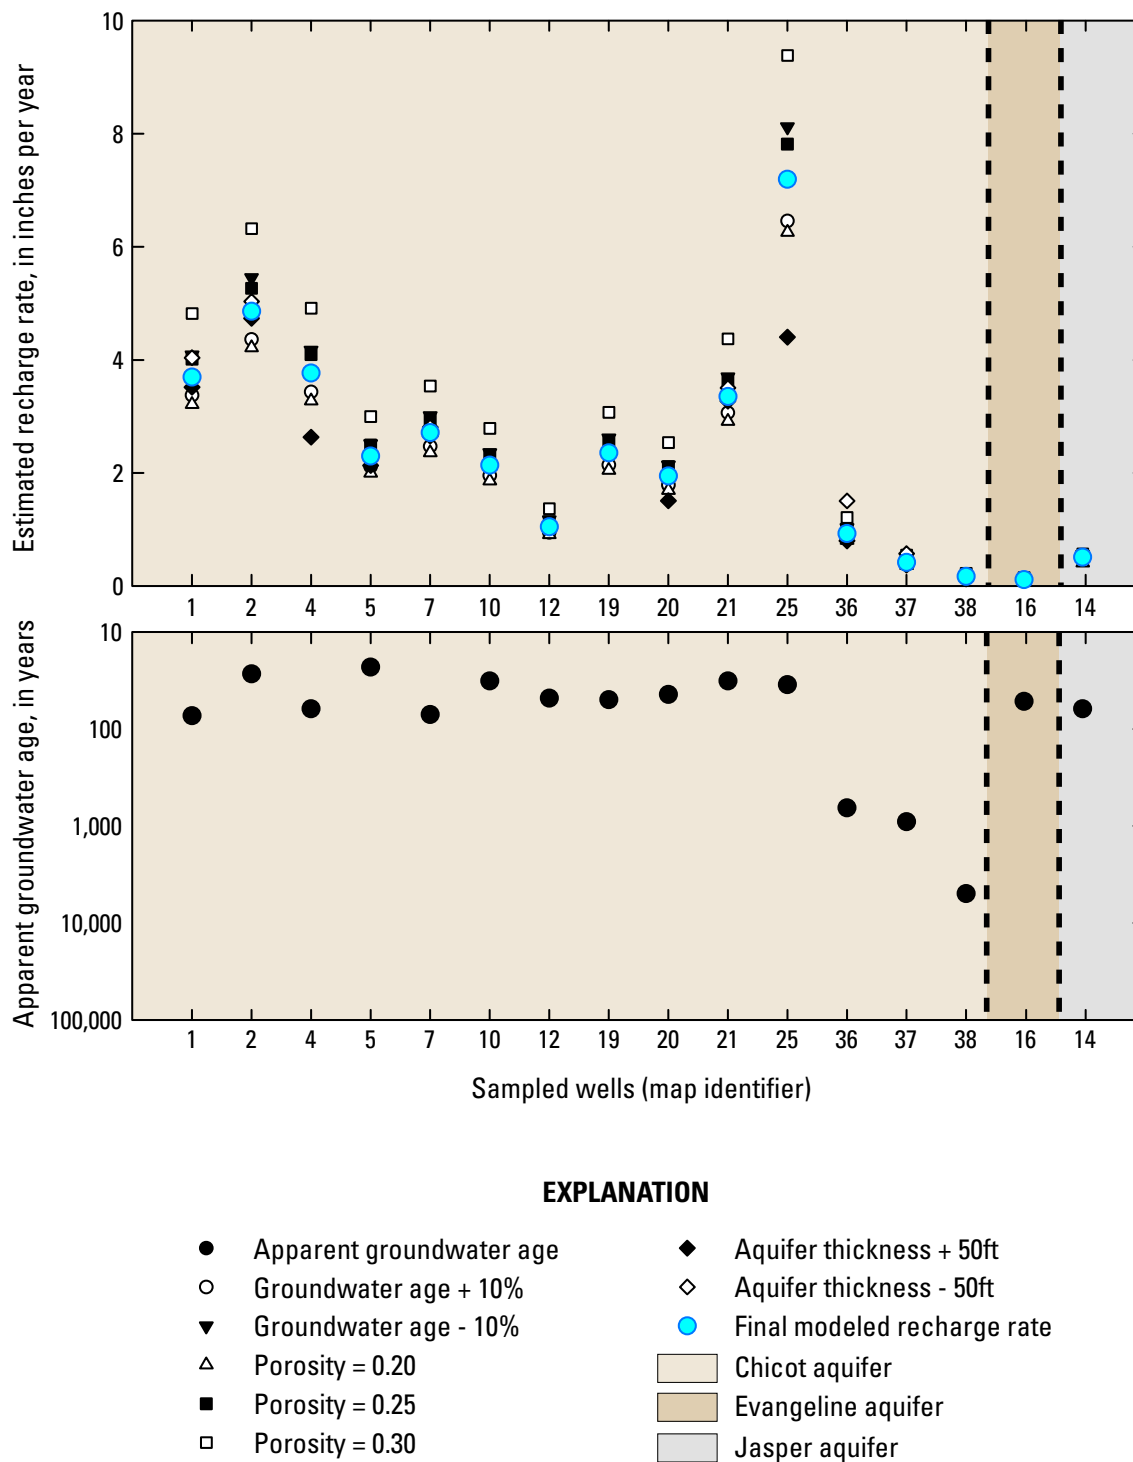 Estimated recharge rate, in inches per year
10
8
6
4
2
0
1 2 4 5 7 10 12 19 20 21 25 36 37 38 16 14
Apparent groundwater age, in years
10
100
1,000
10,000
100,000
1 2 4 5 7 10 12 19 20 21 25 36 37 38 16 14
Sampled wells (map identifier)
EXPLANATION
Apparent groundwater age
Groundwater age + 10%
Groundwater age - 10%
Porosity = 0.20
Porosity = 0.25
Porosity = 0.30
Aquifer thickness + 50ft
Aquifer thickness - 50ft
Final modeled recharge rate
Chicot aquifer
Evangeline aquifer
Jasper aquifer